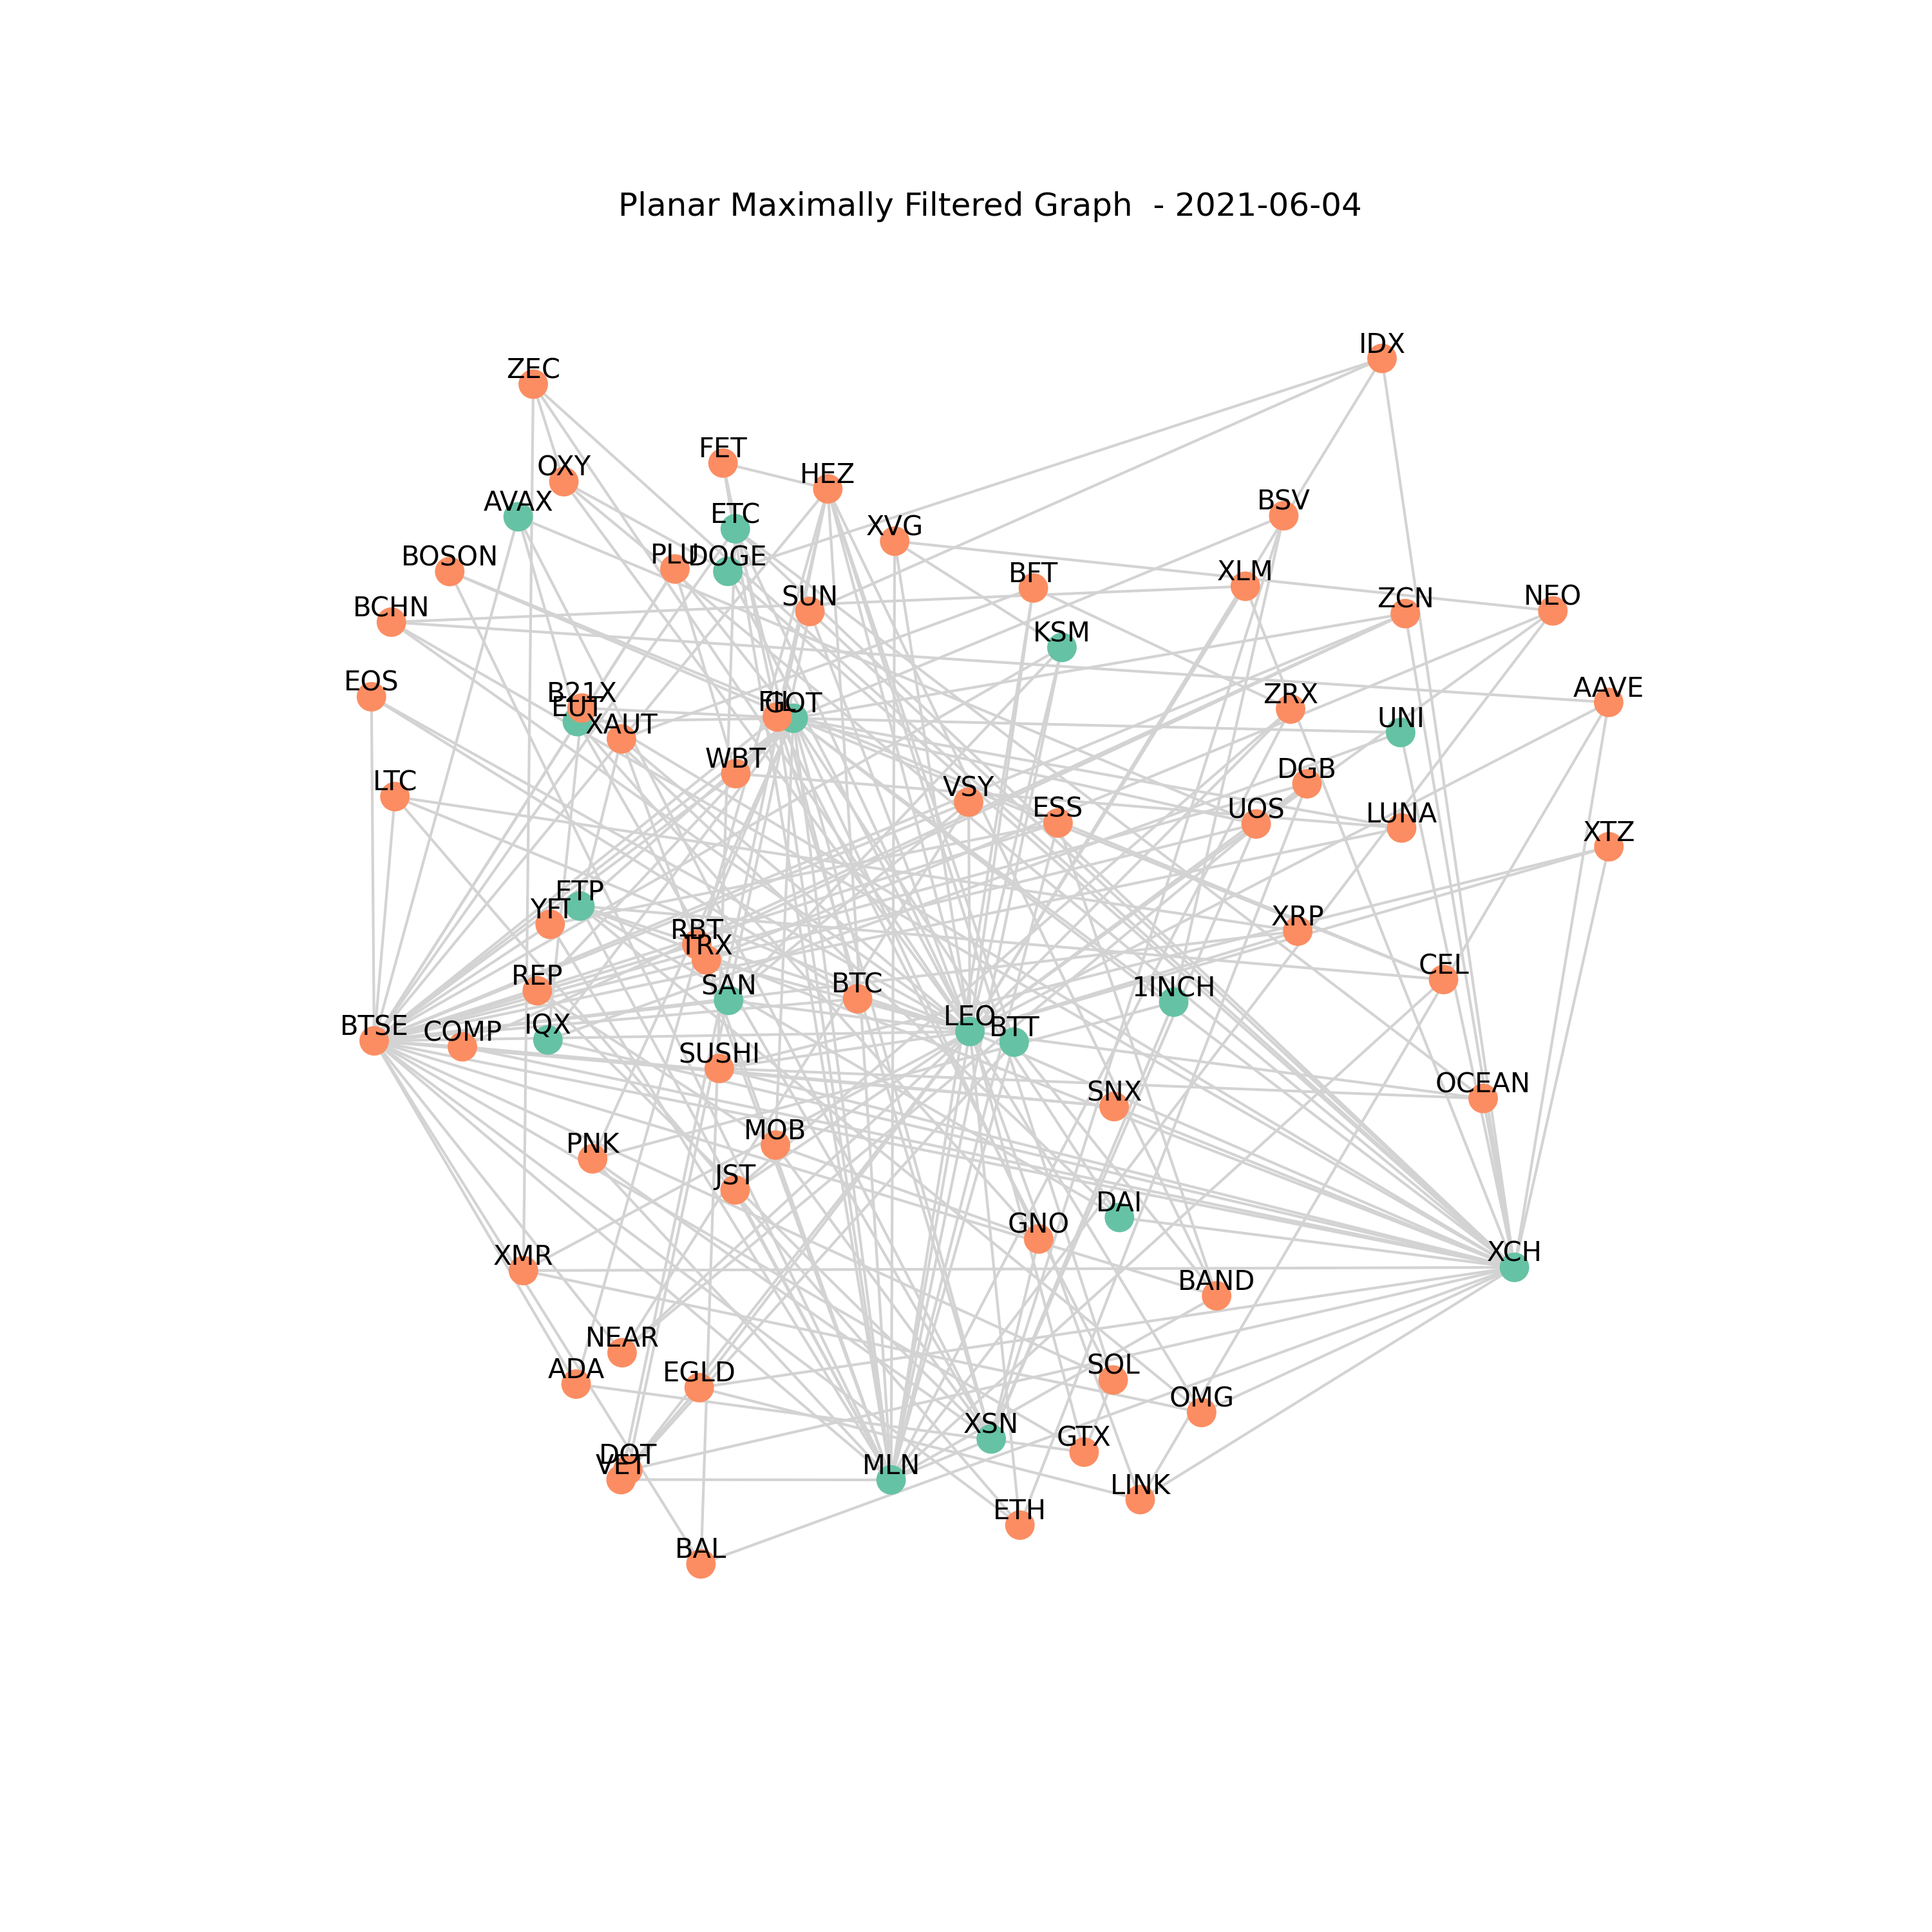 Planar Maximally Filtered Graph - 2021-06-04
IDX
ZEC
FET
OXY
HEZ
AVAX
ETC
BSV
XVG
BOSON
PLU
DOGE
BFT
XLM
SUN
ZCN
NEO
BCHN
KSM
EOS
B21X
EUT
ZRX
AAVE
GOT
UNI
XAUT
WBT
LTC
VSY
DGB
ESS
UOS
LUNA
XTZ
YFI
RBT
TRX
XRP
REP
SAN
BTC
1INCH
CEL
BTSE
COMP
IQX
LEO
BTT
SUSHI
SNX
OCEAN
PNK
MOB
JST
DAI
GNO
XMR
BAND
XCH
NEAR
ADA
EGLD
SOL
OMG
XSN
GTX
DOT
VET
MLN
LINK
ETH
BAL